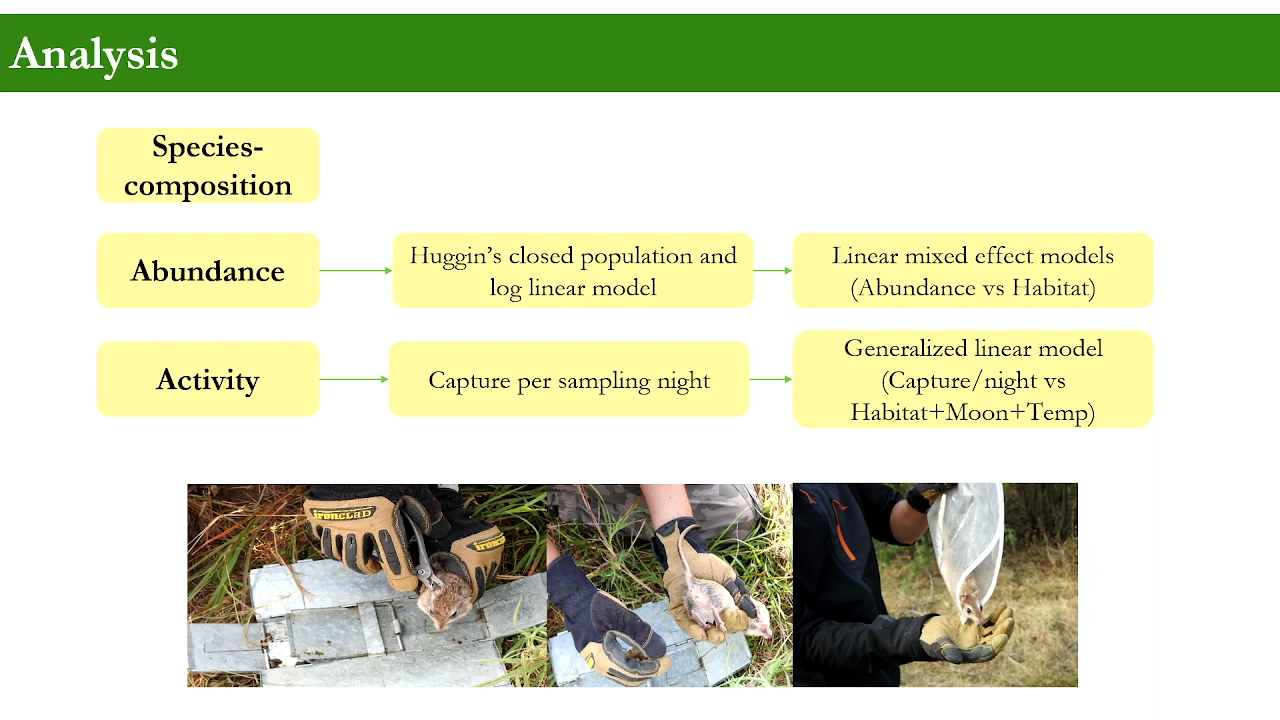 Analysis
Species-
composition
Abundance
Huggin’s closed population and
log linear model
Linear mixed effect models
(Abundance vs Habitat)
Activity
Capture per sampling night
Generalized linear model
(Capture/night vs
Habitat+Moon+Temp)
IRONCLAD